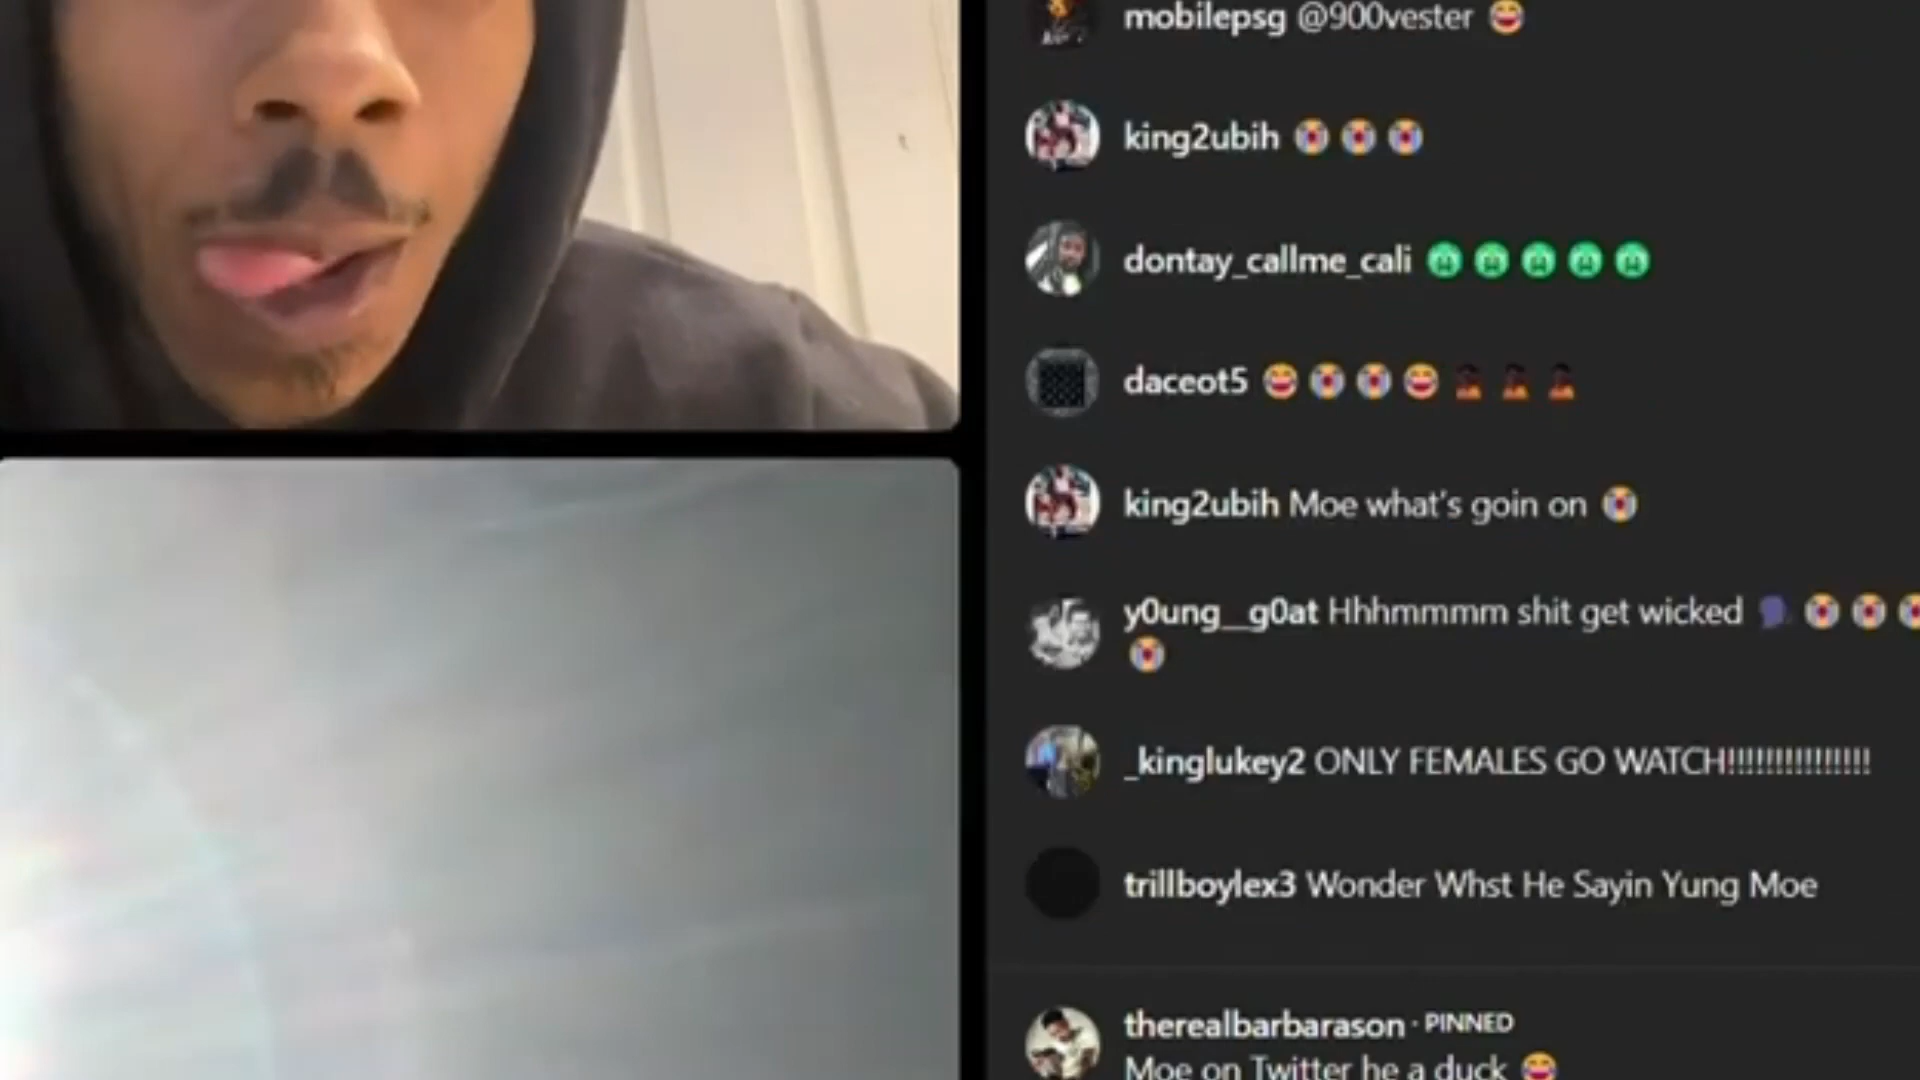 mobilepsg @900vester 😂
king2ubih 😭 😭 😭
dontay_callme_cali 🤮 🤮 🤮 🤮 🤮
daceot5 😂 😭 😭 😂 🤦🏿 🤦🏿 🤦🏿
king2ubih Moe what's goin on 😭
y0ung__g0at Hhhmmmm shit get wicked 🗣 😭 😭 😭
😭
_kinglukey2 ONLY FEMALES GO WATCH!!!!!!!!!!!!!!!!
trillboylex3 Wonder Whst He Sayin Yung Moe
therealbarbarason · PINNED
Moe on Twitter he a duck 😂